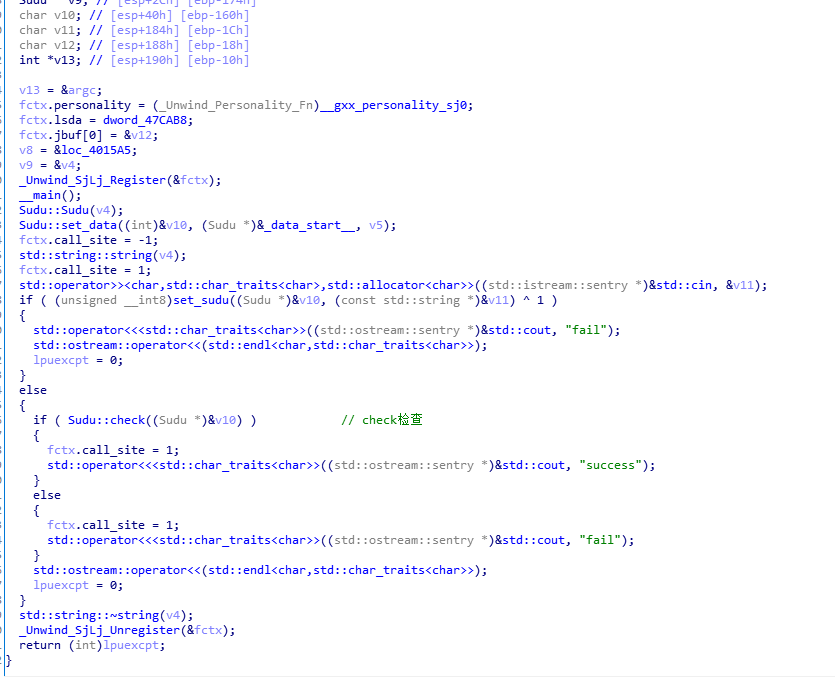 char v10; // [esp+40h] [ebp-160h]
char v11; // [esp+184h] [ebp-1Ch]
char v12; // [esp+188h] [ebp-18h]
int *v13; // [esp+190h] [ebp-10h]
v13 = &argc;
fctx.personality = (_Unwind_Personality_Fn)__gxx_personality_sj0;
fctx.lsda = dword_47CAB8;
fctx.jbuf[0] = &v12;
v8 = &loc_4015A5;
v9 = &v4;
_Unwind_SjLj_Register(&fctx);
__main();
Sudu::Sudu(v4);
Sudu::set_data((int)&v10, (Sudu *)&_data_start__, v5);
fctx.call_site = -1;
std::string::string(v4);
fctx.call_site = 1;
std::operator>><char,std::char_traits<char>,std::allocator<char>>((std::istream::sentry *)&std::cin, &v11);
if ( (unsigned __int8)set_sudu((Sudu *)&v10, (const std::string *)&v11) ^ 1 )
{
std::operator<<<std::char_traits<char>>((std::ostream::sentry *)&std::cout, "fail");
std::ostream::operator<<(std::endl<char,std::char_traits<char>>);
lpuexcpt = 0;
}
else
{
if ( Sudu::check((Sudu *)&v10) ) // check检查
{
fctx.call_site = 1;
std::operator<<<std::char_traits<char>>((std::ostream::sentry *)&std::cout, "success");
}
else
{
fctx.call_site = 1;
std::operator<<<std::char_traits<char>>((std::ostream::sentry *)&std::cout, "fail");
}
std::ostream::operator<<(std::endl<char,std::char_traits<char>>);
lpuexcpt = 0;
}
std::string::~string(v4);
_Unwind_SjLj_Unregister(&fctx);
return (int)lpuexcpt;
}